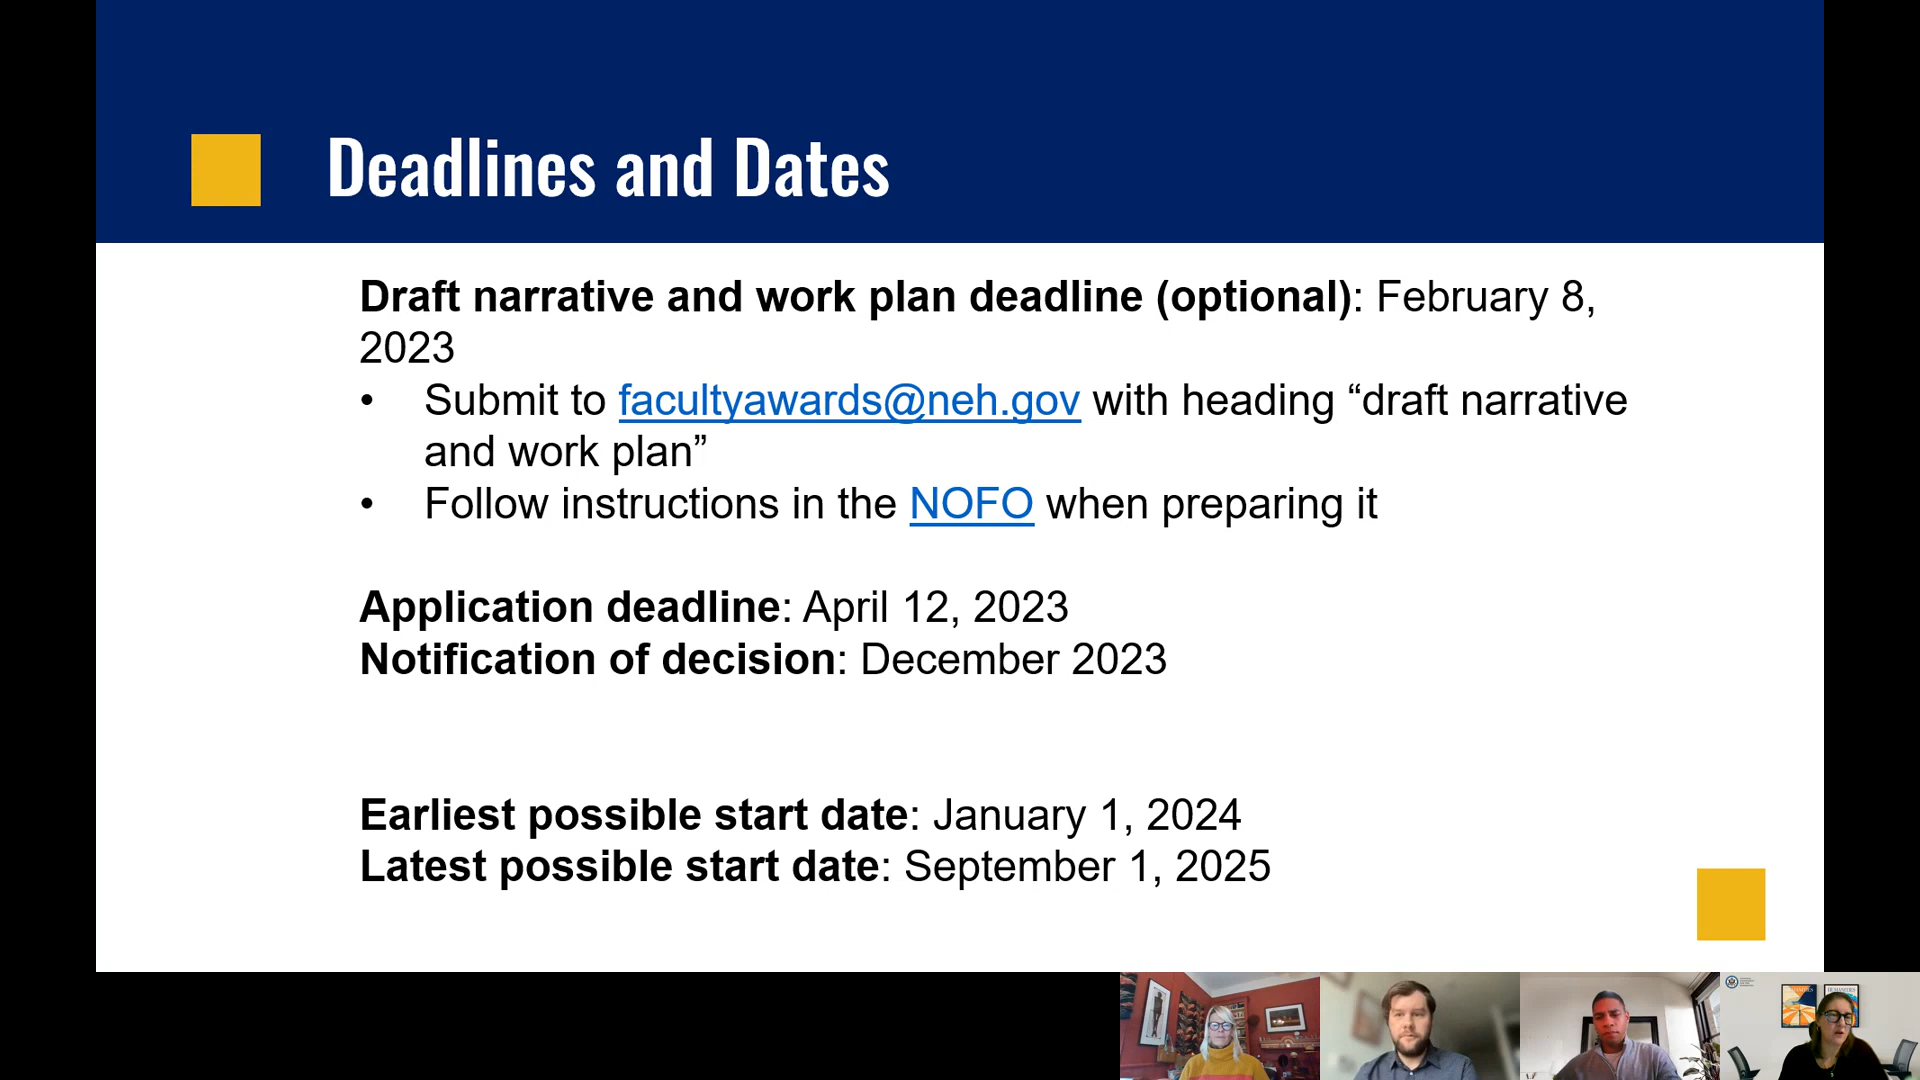 Deadlines and Dates
Draft narrative and work plan deadline (optional): February 8,
2023
• Submit to facultyawards@neh.gov with heading “draft narrative
and work plan”
• Follow instructions in the NOFO when preparing it
Application deadline: April 12, 2023
Notification of decision: December 2023
Earliest possible start date: January 1, 2024
Latest possible start date: September 1, 2025